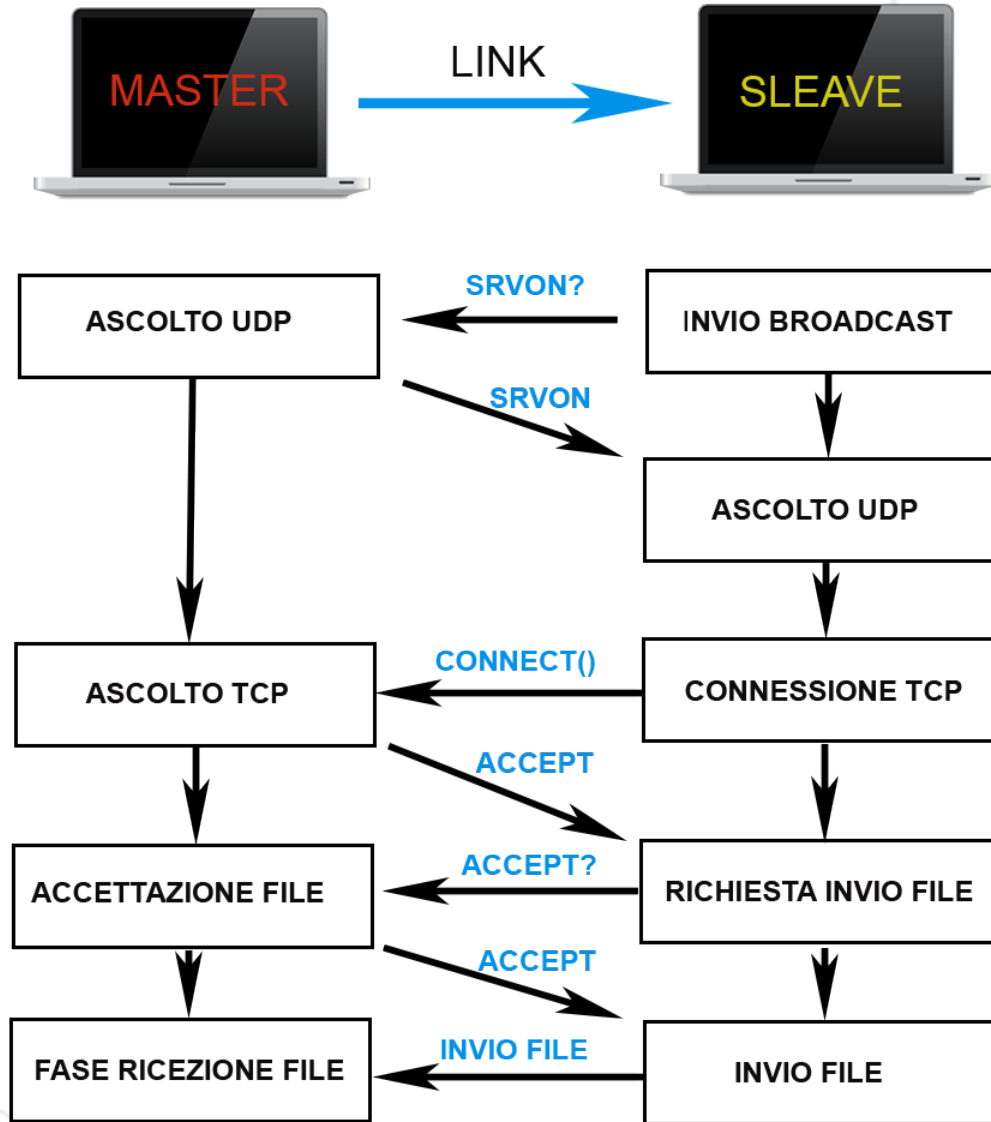 MASTER
LINK
SLEAVE
SRVON?
ASCOLTO UDP
INVIO BROADCAST
SRVON
ASCOLTO UDP
CONNECT()
ASCOLTO TCP
CONNESSIONE TCP
ACCEPT
ACCEPT?
ACCETTAZIONE FILE
RICHIESTA INVIO FILE
ACCEPT
INVIO FILE
FASE RICEZIONE FILE
INVIO FILE